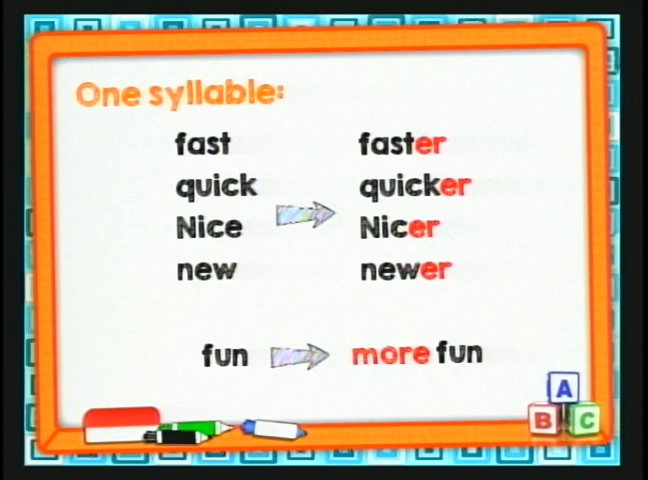 One syllable:
fast faster
quick quicker
Nice Nicer
new newer
fun more fun
A
B C